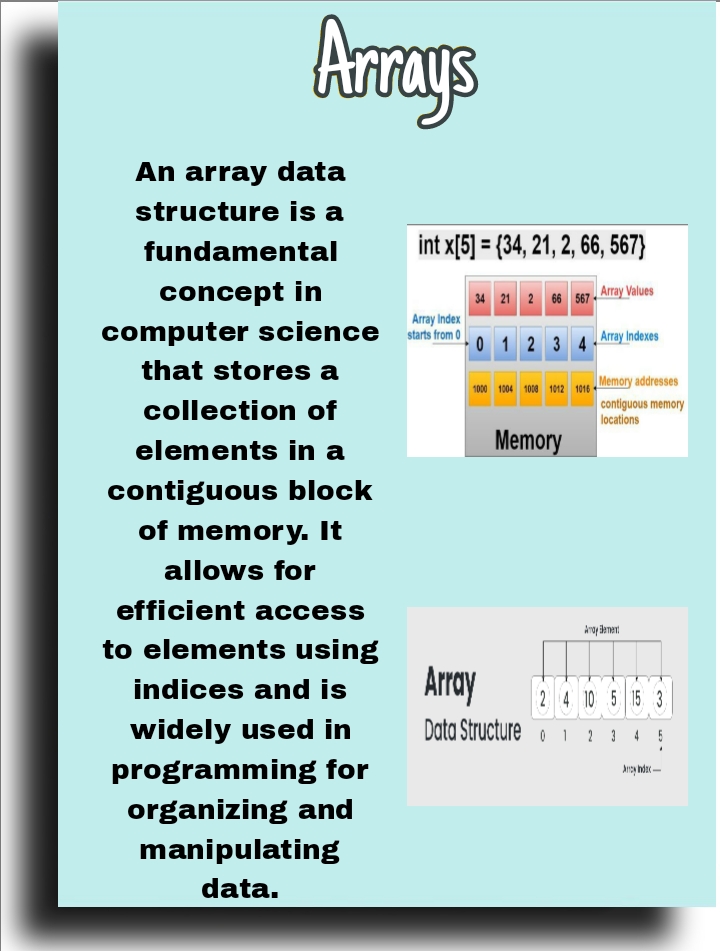 Arrays
An array data
structure is a
fundamental
concept in
computer science
that stores a
collection of
elements in a
contiguous block
of memory. It
allows for
efficient access
to elements using
indices and is
widely used in
programming for
organizing and
manipulating
data.
int x[5] = {34, 21, 2, 66, 567}
34 21 2 66 567
Array Values
Array Index
starts from 0
0 1 2 3 4
Array Indexes
1000 1004 1008 1012 1016
Memory addresses
contiguous memory
locations
Memory
Array Element
Array
Data Structure
2 4 10 5 15 3
0 1 2 3 4 5
Array Index